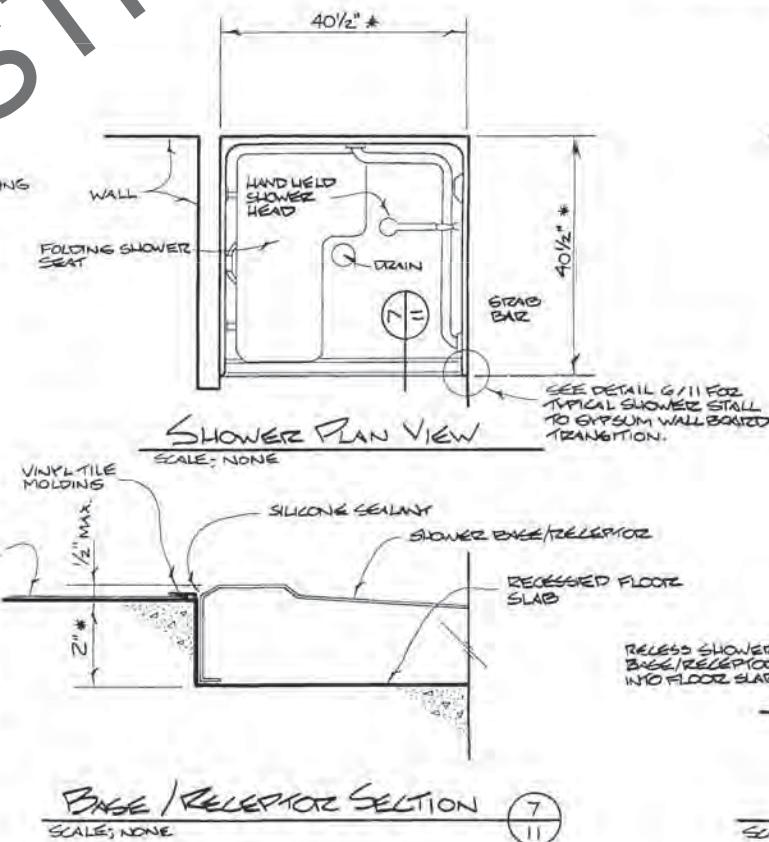 STI
40½" *
NG
WALL
HAND HELD
SHOWER
HEAD
FOLDING SHOWER
SEAT
DRAIN
7
11
40½" *
GRAB
BAR
SEE DETAIL 6/11 FOR
TYPICAL SHOWER STALL
TO GYPSUM WALLBOARD
TRANSITION.
SHOWER PLAN VIEW
SCALE: NONE
VINYL TILE
MOLDING
½" MAX.
SILICONE SEALANT
SHOWER BASE/RECEPTOR
RECESSED FLOOR
SLAB
2" *
RECESS SHOWER
BASE/RECEPTOR
INTO FLOOR SLAB
BASE / RECEPTOR SECTION
7
11
SCALE; NONE
SC